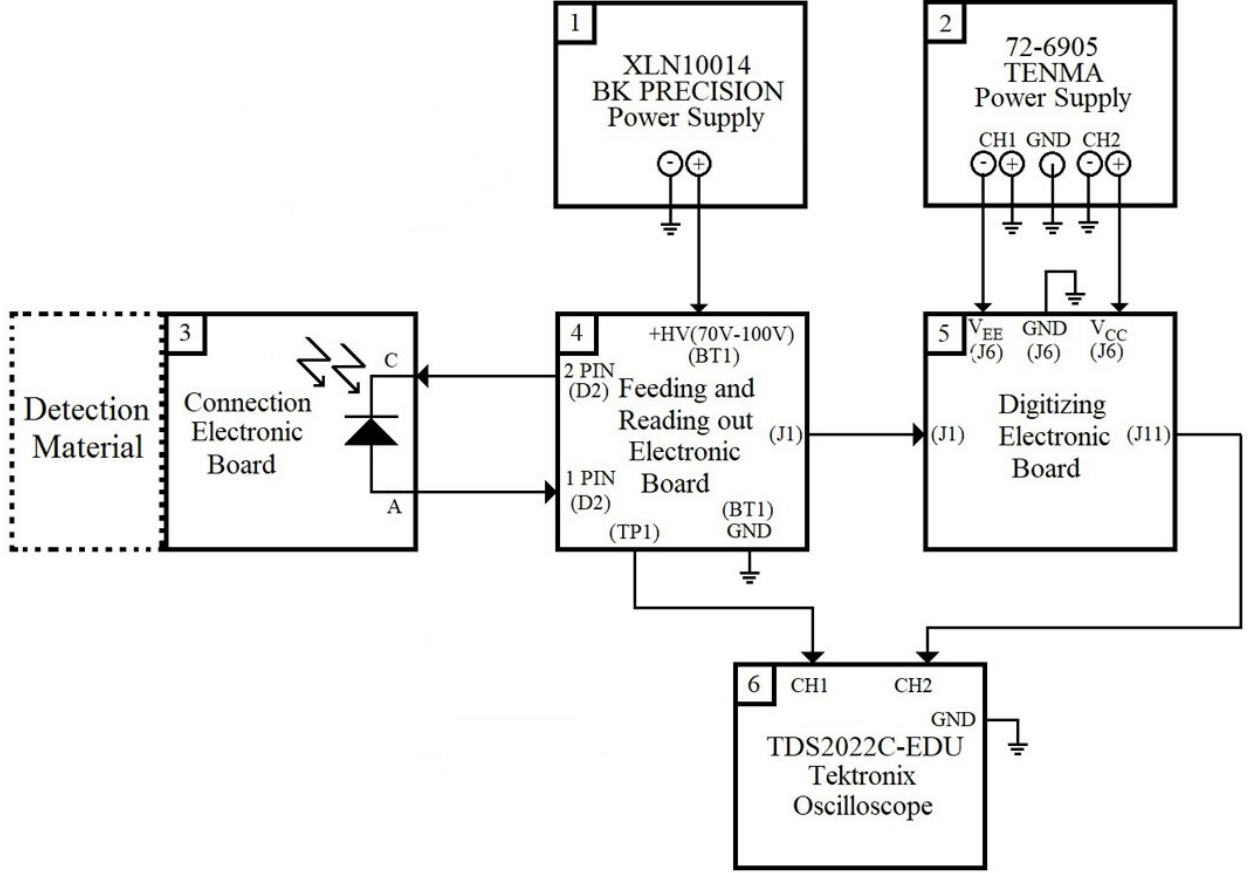 1
XLN10014
BK PRECISION
Power Supply
- +
2
72-6905
TENMA
Power Supply
CH1 GND CH2
- + - +
Detection
Material
3
C
Connection
Electronic
Board
A
4
+HV(70V-100V)
(BT1)
2 PIN
(D2)
Feeding and
Reading out
Electronic
Board
(J1)
1 PIN
(D2)
(BT1)
GND
(TP1)
5
VEE GND VCC
(J6) (J6) (J6)
Digitizing
Electronic
Board
(J1)
(J11)
6
CH1 CH2
GND
TDS2022C-EDU
Tektronix
Oscilloscope